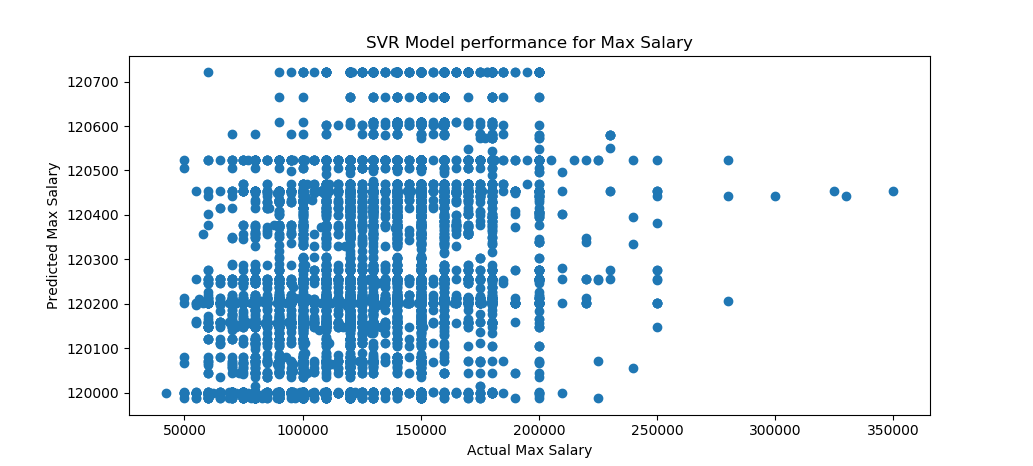 SVR Model performance for Max Salary
120700
120600
120500
120400
120300
120200
120100
120000
Predicted Max Salary
50000 100000 150000 200000 250000 300000 350000
Actual Max Salary